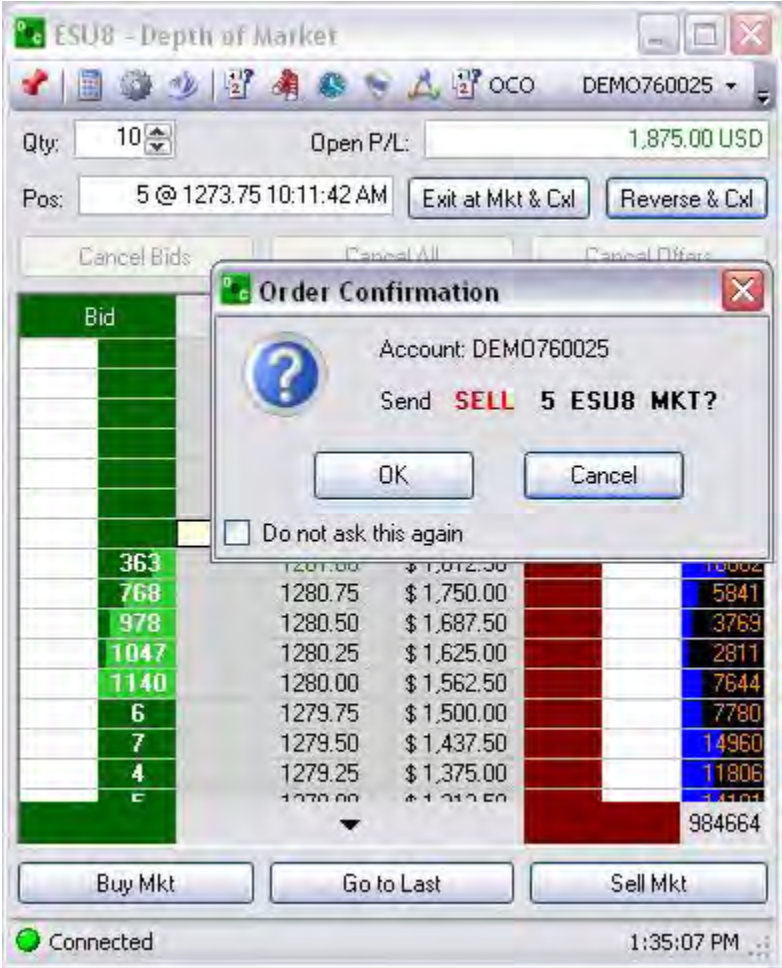 ESU8 - Depth of Market
OCO DEMO760025
Qty: 10 Open P/L: 1,875.00 USD
Pos: 5 @ 1273.75 10:11:42 AM Exit at Mkt & Cxl Reverse & Cxl
Cancel Bids Cancel All Cancel Offers
Order Confirmation
Bid
Account: DEMO760025
Send SELL 5 ESU8 MKT?
OK Cancel
Do not ask this again
363
768 1280.75 $ 1,750.00 5841
978 1280.50 $ 1,687.50 3769
1047 1280.25 $ 1,625.00 2811
1140 1280.00 $ 1,562.50 7644
6 1279.75 $ 1,500.00 7780
7 1279.50 $ 1,437.50 14960
4 1279.25 $ 1,375.00 11806
984664
Buy Mkt Go to Last Sell Mkt
Connected 1:35:07 PM